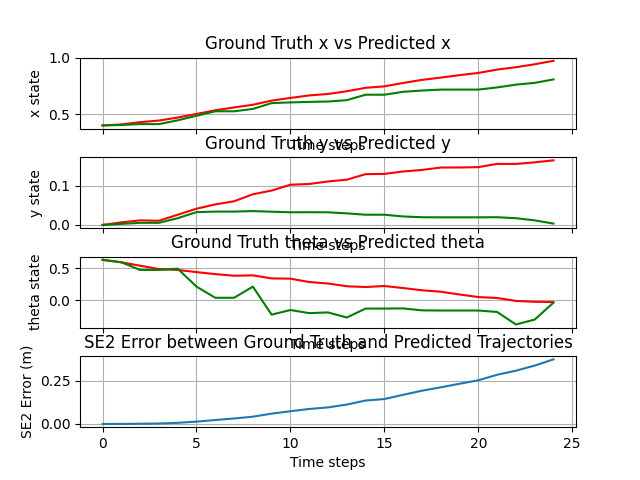 Ground Truth x vs Predicted x
1.0
0.5
x state
Time steps
Ground Truth y vs Predicted y
0.1
0.0
y state
Time steps
Ground Truth theta vs Predicted theta
0.5
0.0
theta state
Time steps
SE2 Error between Ground Truth and Predicted Trajectories
0.25
0.00
SE2 Error (m)
0 5 10 15 20 25
Time steps